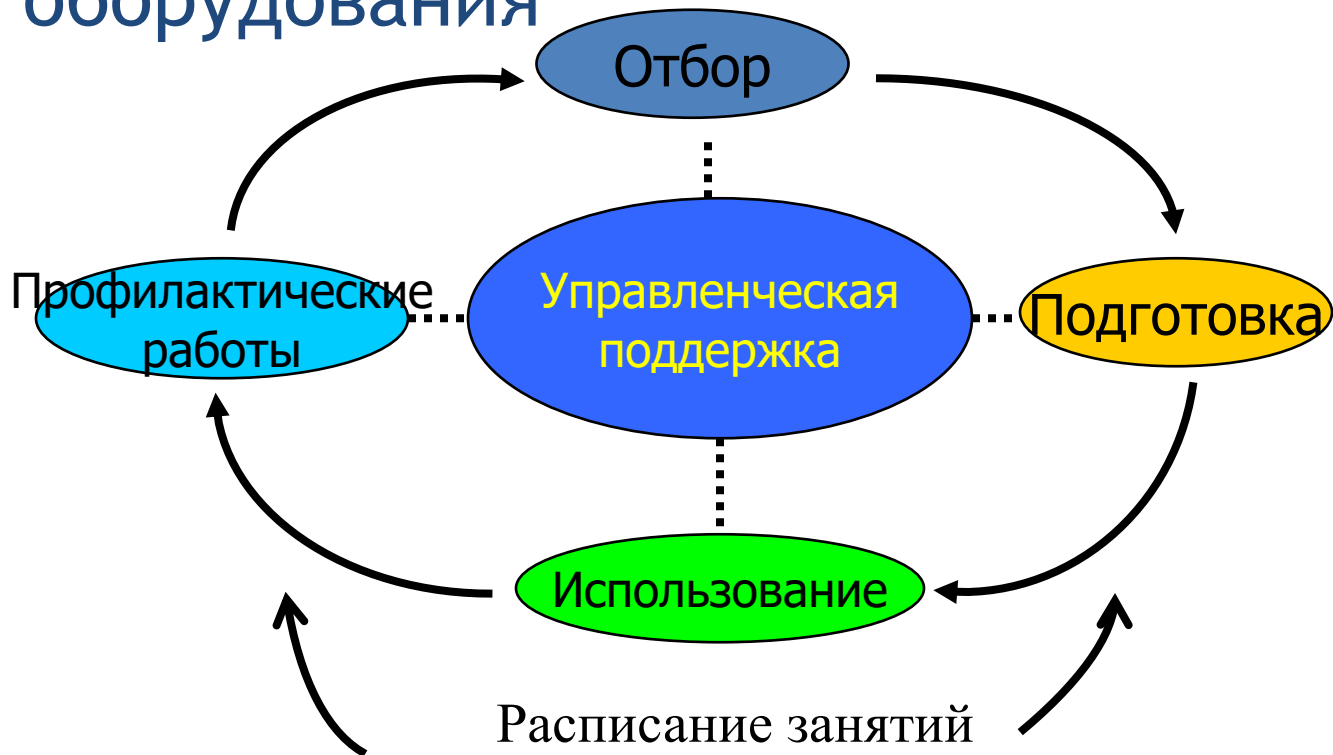 оборудования
Отбор
Профилактические
работы
Управленческая
поддержка
Подготовка
Использование
Расписание занятий